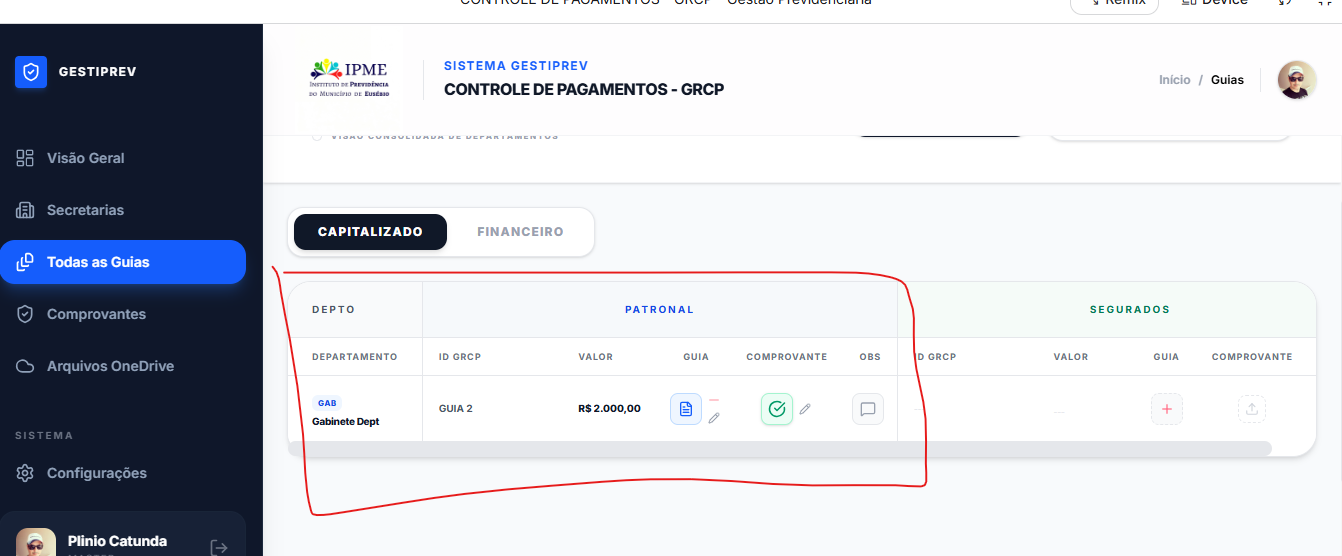 CONTROLE DE PAGAMENTOS - GRCP - Gestão Previdenciária
Remix
Device
GESTIPREV
IPME
INSTITUTO DE PREVIDÊNCIA
DO MUNICÍPIO DE EUSÉBIO
SISTEMA GESTIPREV
CONTROLE DE PAGAMENTOS - GRCP
Início / Guias
VISÃO CONSOLIDADA DE DEPARTAMENTOS
Visão Geral
Secretarias
Todas as Guias
Comprovantes
Arquivos OneDrive
SISTEMA
Configurações
Plinio Catunda
CAPITALIZADO
FINANCEIRO
DEPTO
PATRONAL
SEGURADOS
DEPARTAMENTO
ID GRCP
VALOR
GUIA
COMPROVANTE
OBS
ID GRCP
VALOR
GUIA
COMPROVANTE
GAB
Gabinete Dept
GUIA 2
R$ 2.000,00